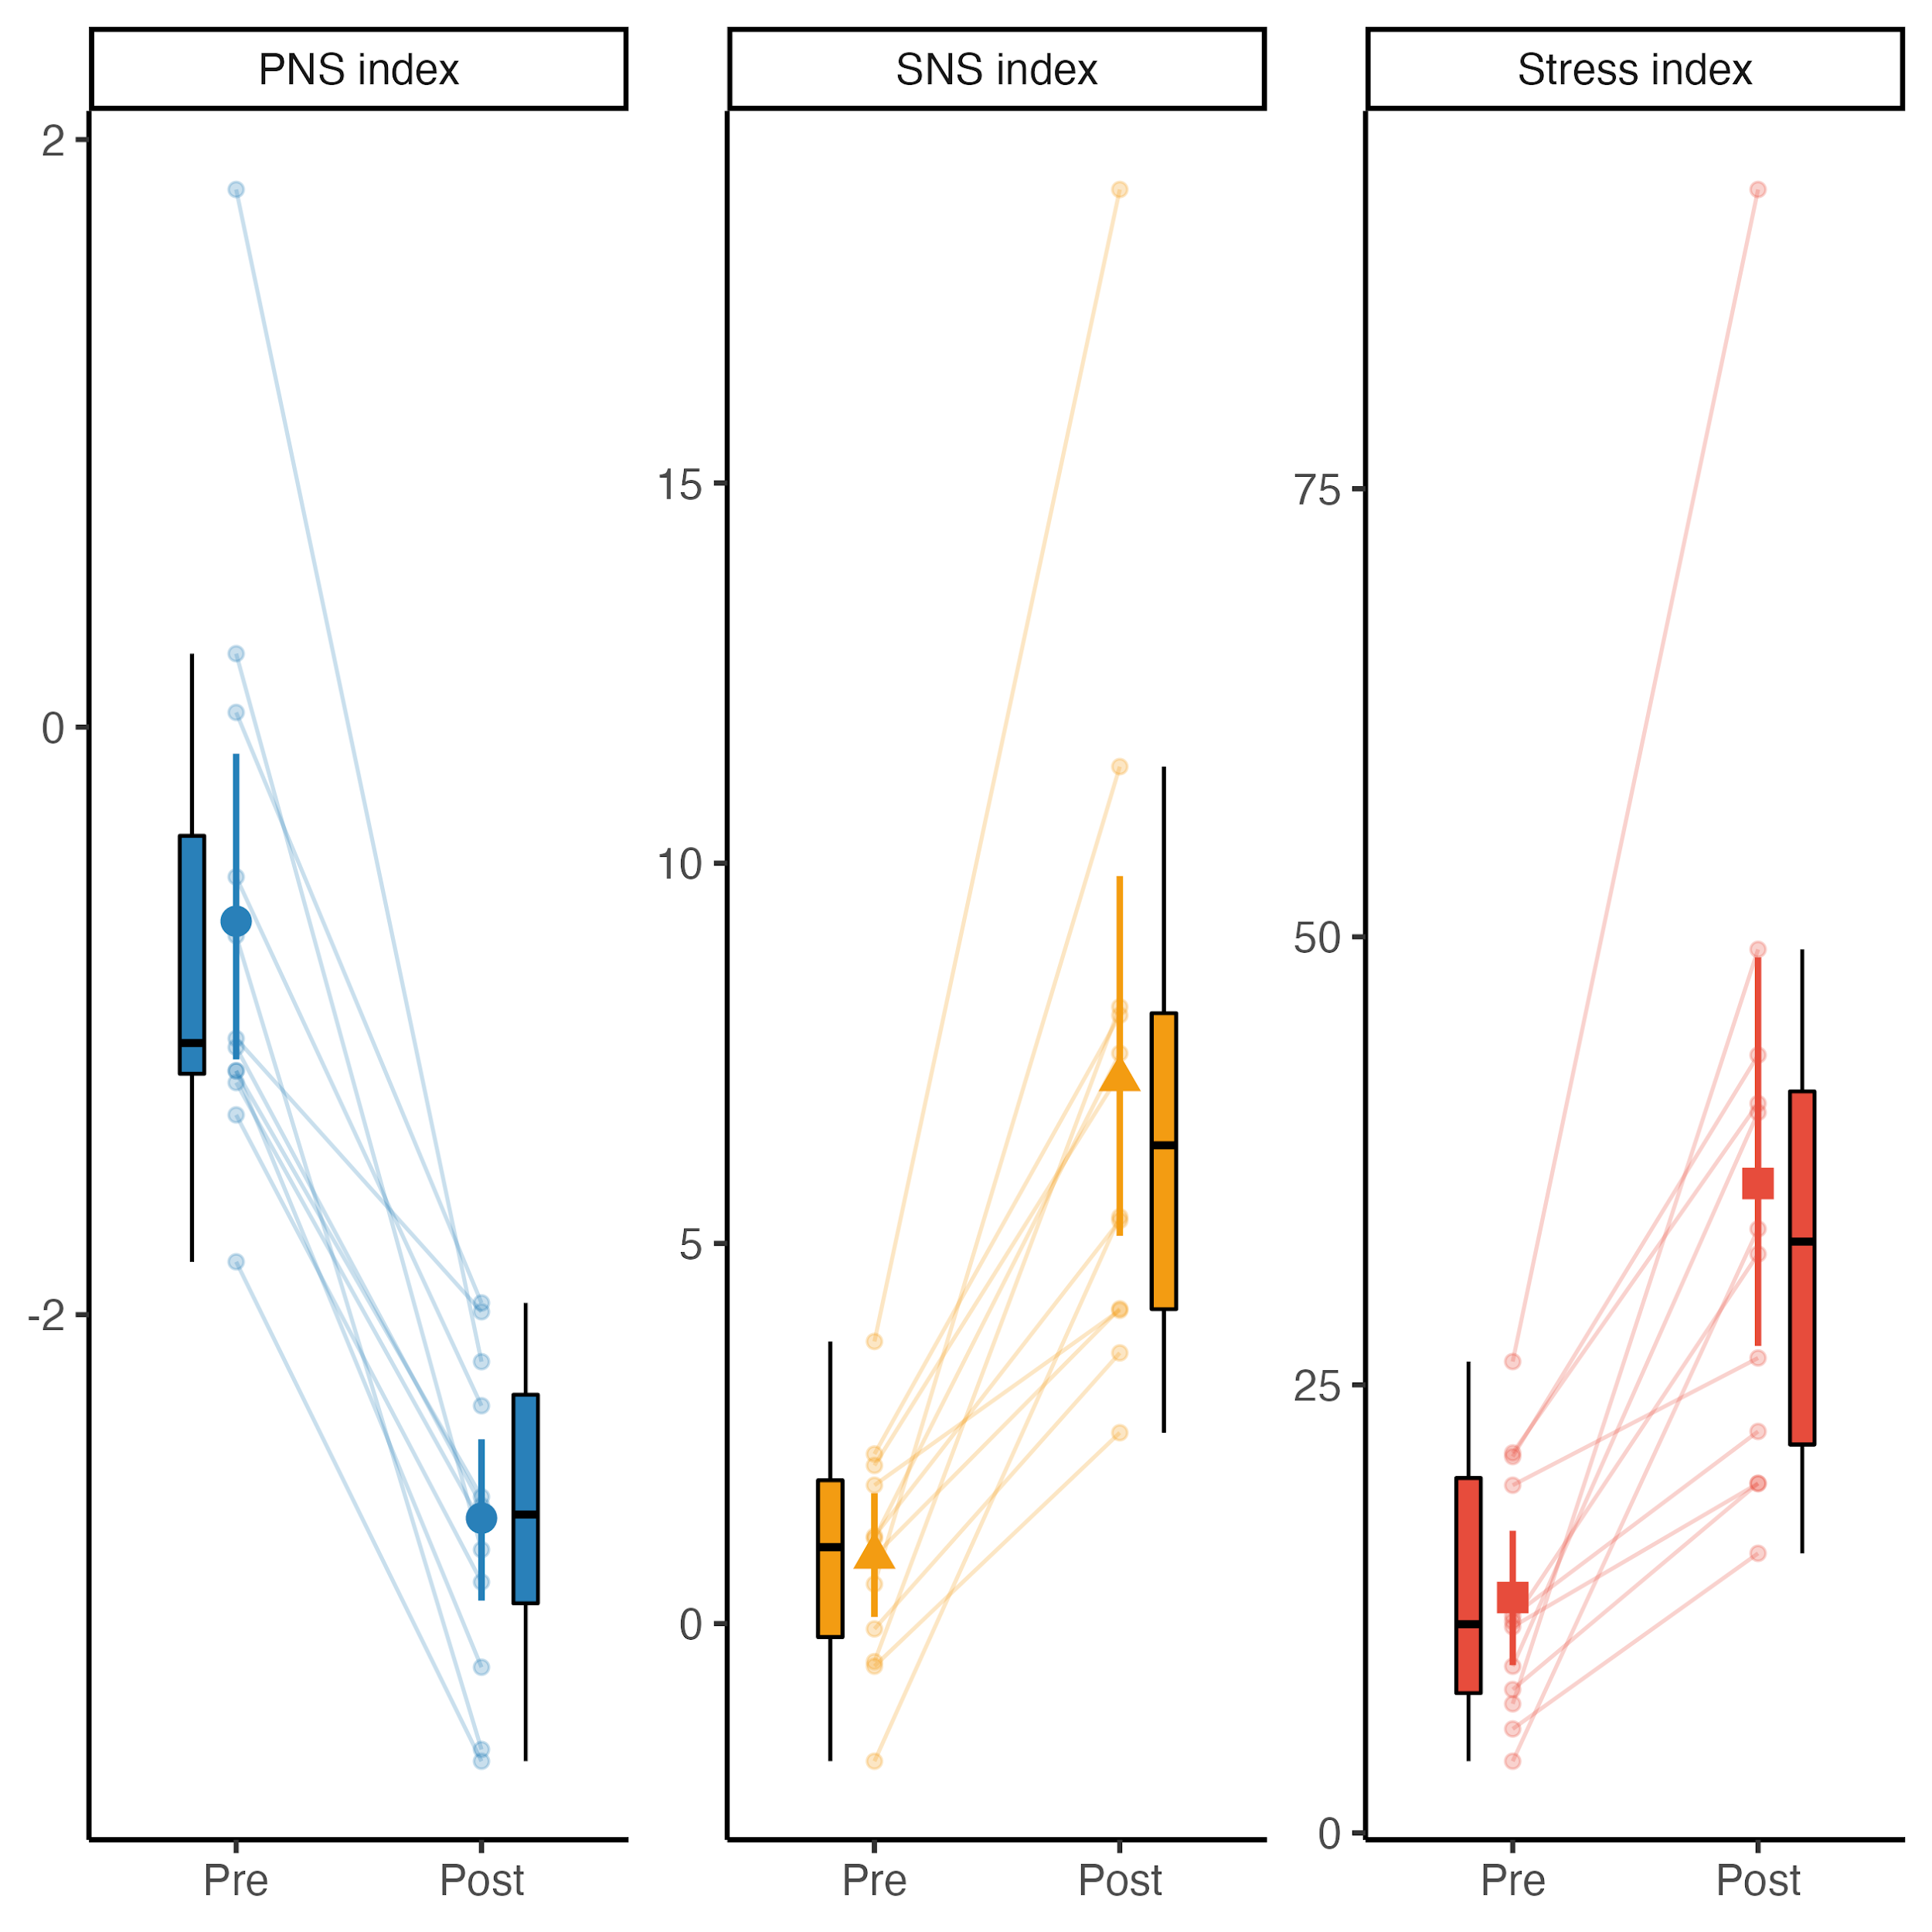 PNS index
SNS index
Stress index
2
0
-2
15
10
5
0
75
50
25
0
Pre
Post
Pre
Post
Pre
Post